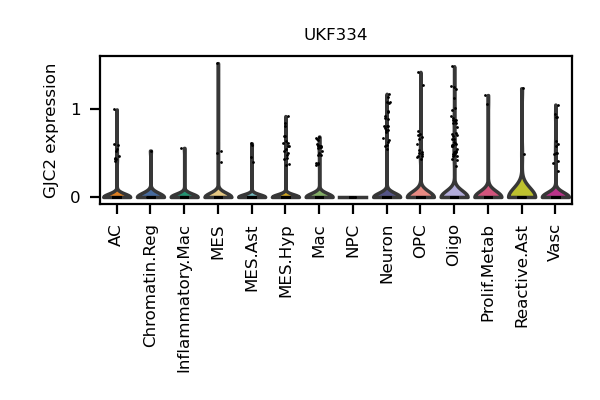 UKF334
GJC2 expression
1
0
AC
Chromatin.Reg
Inflammatory.Mac
MES
MES.Ast
MES.Hyp
Mac
NPC
Neuron
OPC
Oligo
Prolif.Metab
Reactive.Ast
Vasc